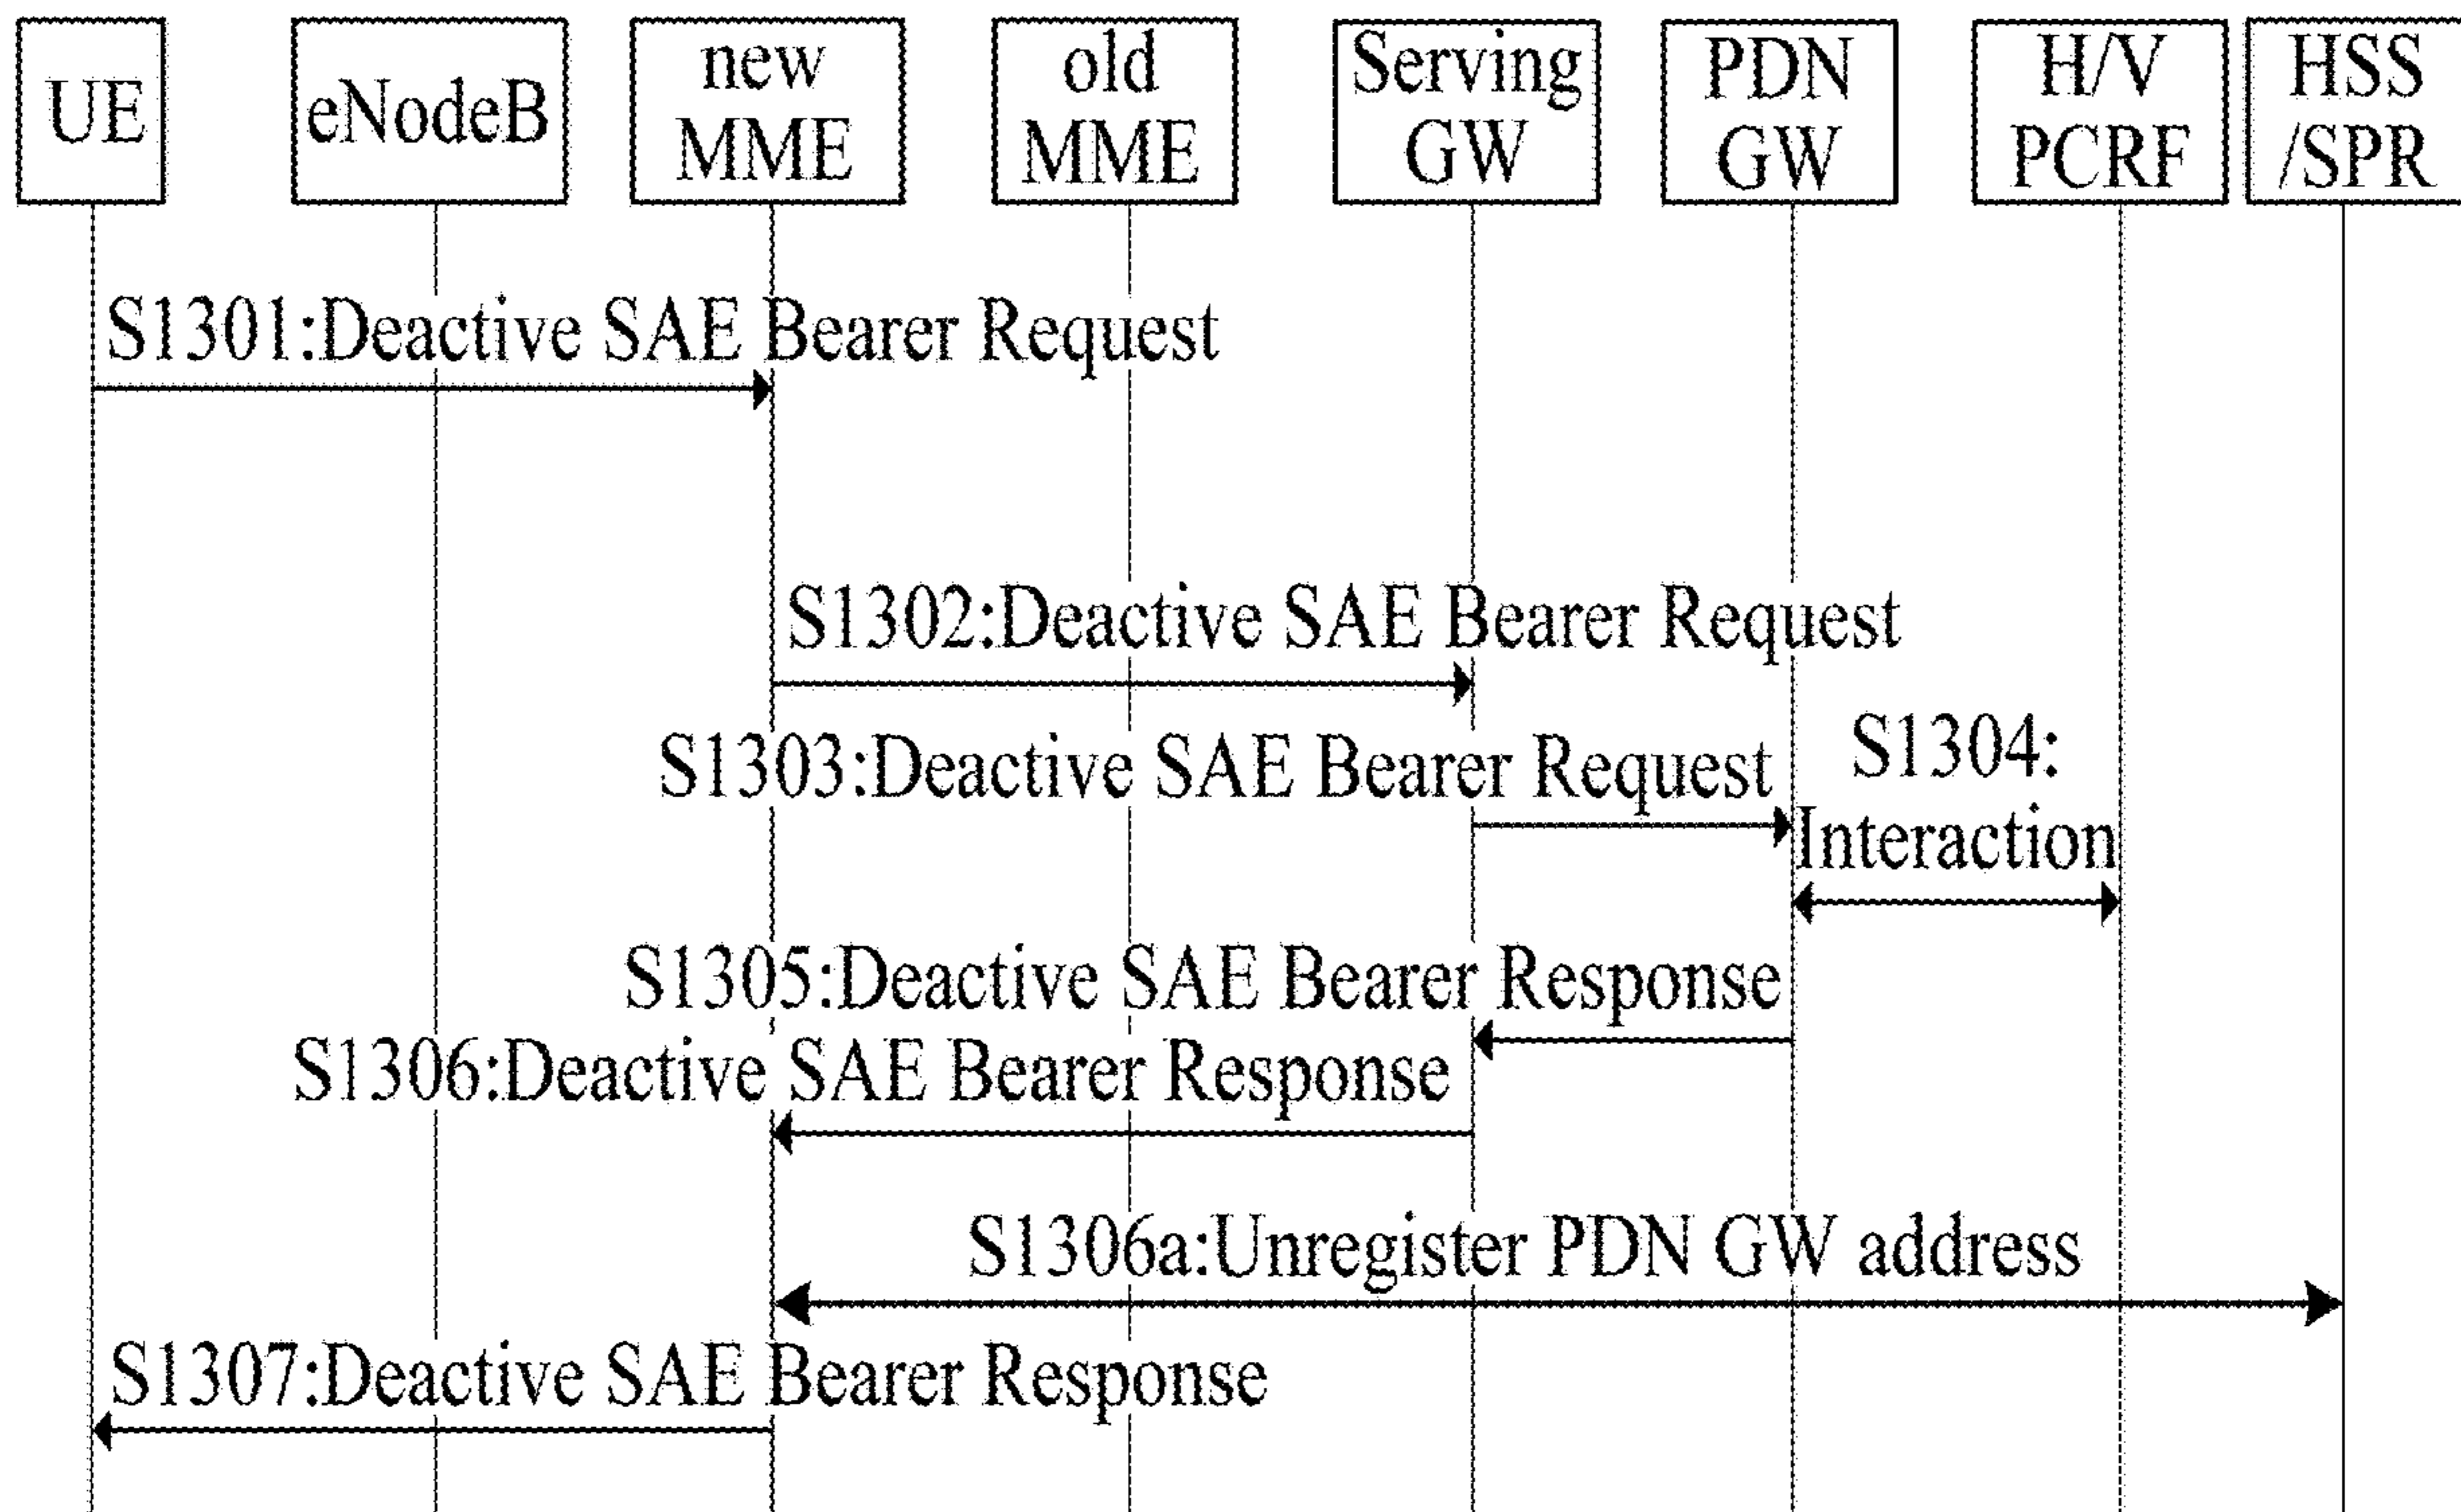 UE
eNodeB
new
MME
old
MME
Serving
GW
PDN
GW
H/V
PCRF
HSS
/SPR
S1301:Deactive SAE Bearer Request
S1302:Deactive SAE Bearer Request
S1303:Deactive SAE Bearer Request
S1304:
Interaction
S1305:Deactive SAE Bearer Response
S1306:Deactive SAE Bearer Response
S1306a:Unregister PDN GW address
S1307:Deactive SAE Bearer Response